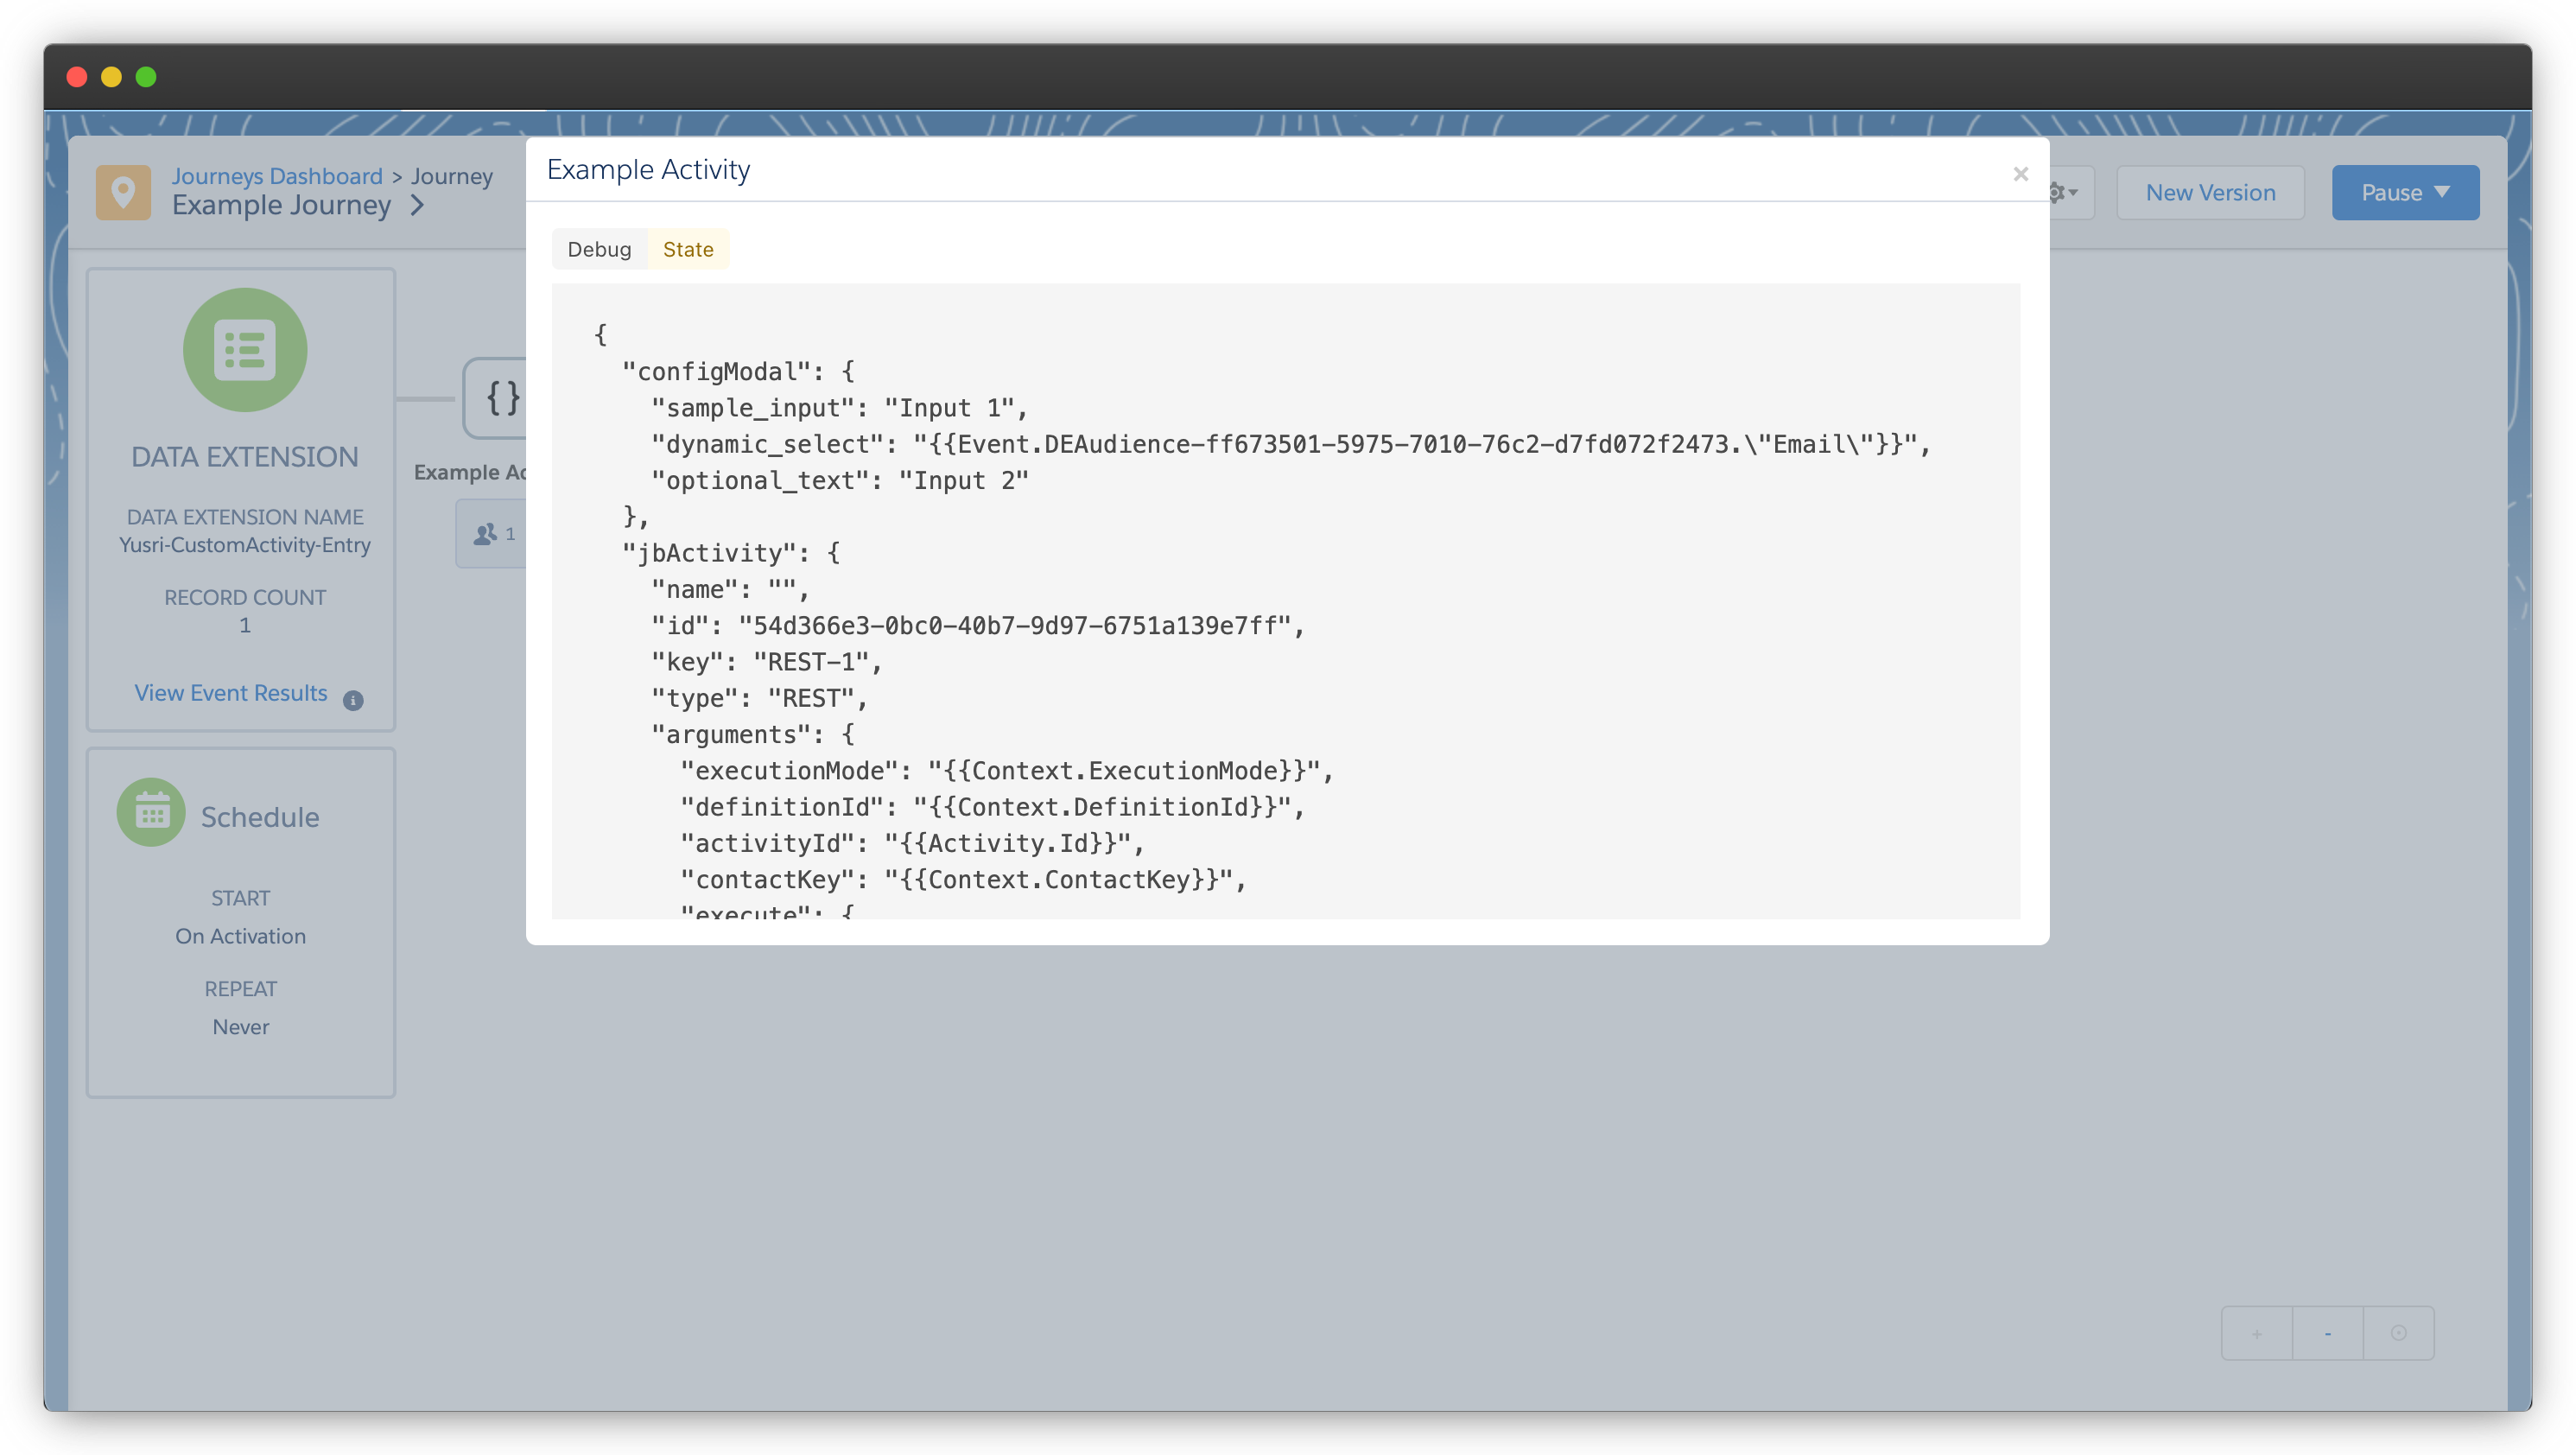 Journeys Dashboard > Journey
Example Journey >
New Version
Pause
DATA EXTENSION
DATA EXTENSION NAME
Yusri-CustomActivity-Entry
RECORD COUNT
1
View Event Results
i
{}
Example Ac
1
Schedule
START
On Activation
REPEAT
Never
Example Activity
×
Debug State
{
"configModal": {
"sample_input": "Input 1",
"dynamic_select": "{{Event.DEAudience-ff673501-5975-7010-76c2-d7fd072f2473.\"Email\"}}",
"optional_text": "Input 2"
},
"jbActivity": {
"name": "",
"id": "54d366e3-0bc0-40b7-9d97-6751a139e7ff",
"key": "REST-1",
"type": "REST",
"arguments": {
"executionMode": "{{Context.ExecutionMode}}",
"definitionId": "{{Context.DefinitionId}}",
"activityId": "{{Activity.Id}}",
"contactKey": "{{Context.ContactKey}}",
"execute": {
+ -